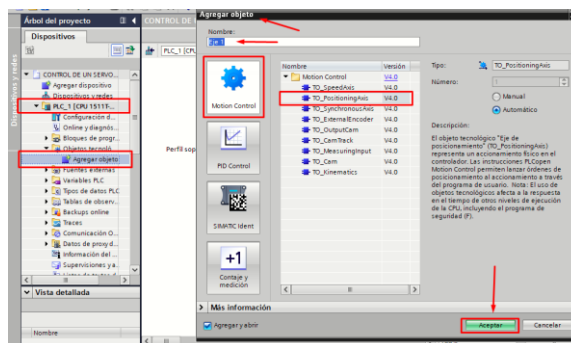 Árbol del proyecto
CONTROL DE
Dispositivos
Dispositivos y redes
PLC_1 [CPU
CONTROL DE UN SERVO...
Agregar dispositivo
Dispositivos y redes
PLC_1 [CPU 1511T-...
Configuración d...
Online y diagnós...
Bloques de progr...
Objetos tecnoló...
Agregar objeto
Fuentes externas
Variables PLC
Tipos de datos PLC
Tablas de observ...
Backups online
Traces
Comunicación O...
Datos de proxy d...
Información del ...
Supervisiones y a...
Vista detallada
Nombre
Perfil sop
Agregar objeto
Nombre:
Eje 1
Motion Control
PID Control
SIMATIC Ident
+1
Contaje y
medición
Nombre
Versión
Motion Control
V4.0
TO_SpeedAxis
V4.0
TO_PositioningAxis
V4.0
TO_SynchronousAxis
V4.0
TO_ExternalEncoder
V4.0
TO_OutputCam
V4.0
TO_CamTrack
V4.0
TO_MeasuringInput
V4.0
TO_Cam
V4.0
TO_Kinematics
V4.0
Tipo:
TO_PositioningAxis
Número:
Manual
Automático
Descripción:
El objeto tecnológico "Eje de
posicionamiento" (TO_PositioningAxis)
representa un accionamiento físico en el
controlador. Las instrucciones PLCopen
Motion Control permiten lanzar órdenes de
posicionamiento al accionamiento a través
del programa de usuario. Nota: El uso de
objetos tecnológicos afecta a la respuesta
en el tiempo de otros niveles de ejecución
de la CPU, incluyendo el programa de
seguridad (F).
Más información
Agregar y abrir
Aceptar
Cancelar